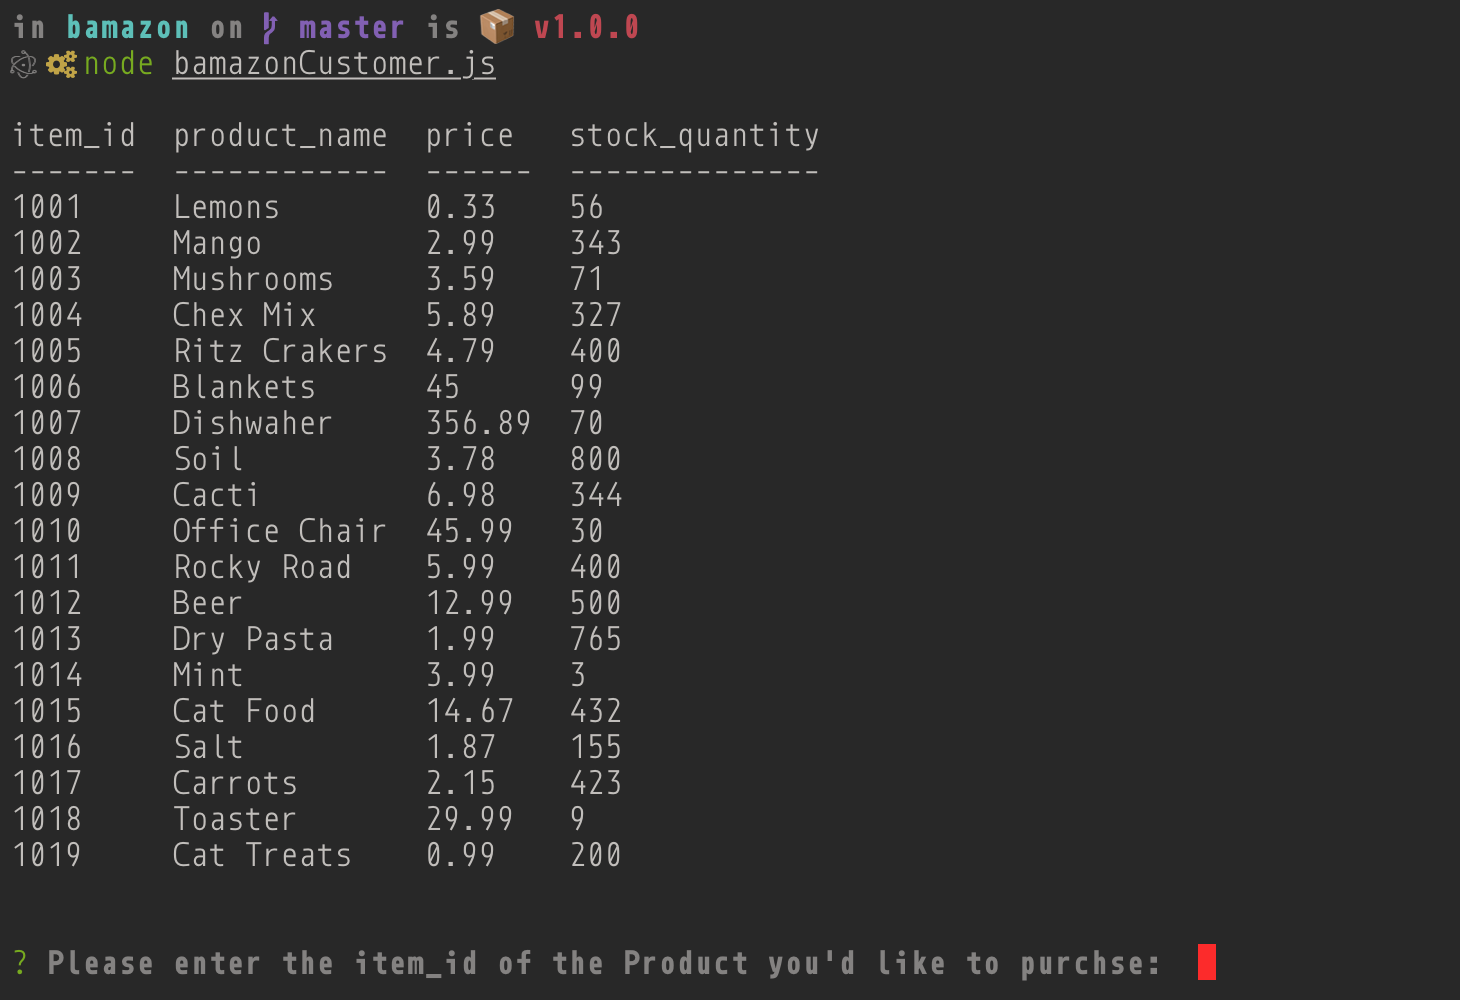 in bamazon on master is 📦 v1.0.0
node bamazonCustomer.js
item_id  product_name  price   stock_quantity
-------  ------------  ------  --------------
1001     Lemons        0.33    56
1002     Mango         2.99    343
1003     Mushrooms     3.59    71
1004     Chex Mix      5.89    327
1005     Ritz Crakers  4.79    400
1006     Blankets      45      99
1007     Dishwaher     356.89  70
1008     Soil          3.78    800
1009     Cacti         6.98    344
1010     Office Chair  45.99   30
1011     Rocky Road    5.99    400
1012     Beer          12.99   500
1013     Dry Pasta     1.99    765
1014     Mint          3.99    3
1015     Cat Food      14.67   432
1016     Salt          1.87    155
1017     Carrots       2.15    423
1018     Toaster       29.99   9
1019     Cat Treats    0.99    200
? Please enter the item_id of the Product you'd like to purchse: